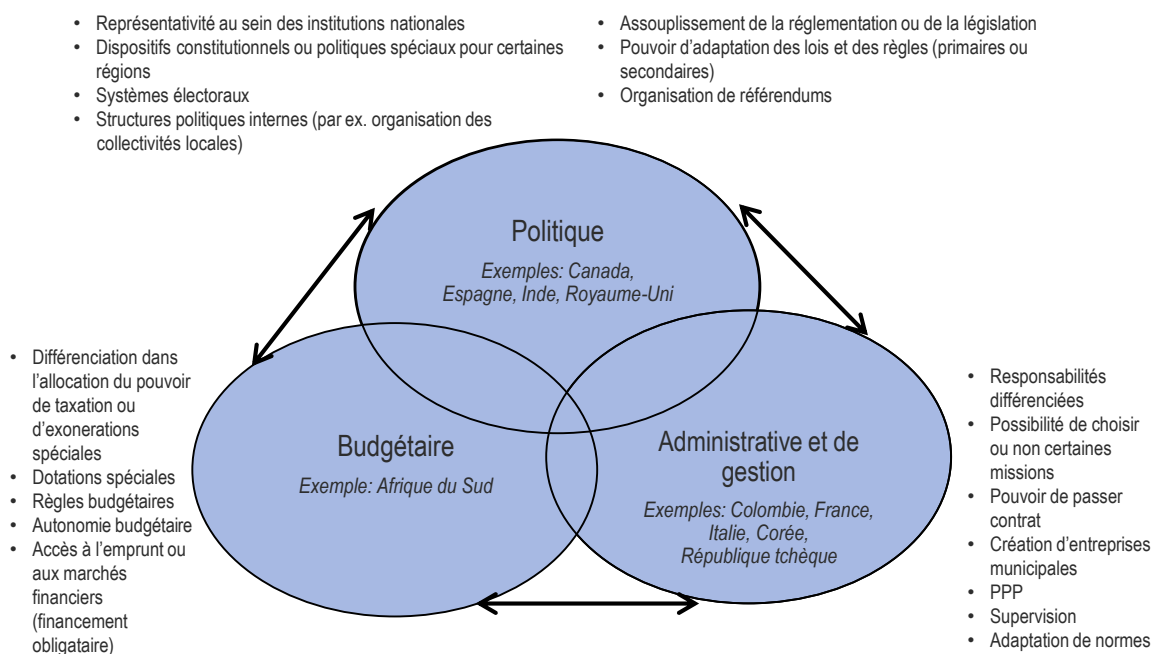 • Représentativité au sein des institutions nationales
• Dispositifs constitutionnels ou politiques spéciaux pour certaines
régions
• Systèmes électoraux
• Structures politiques internes (par ex. organisation des
collectivités locales)
• Assouplissement de la réglementation ou de la législation
• Pouvoir d'adaptation des lois et des règles (primaires ou
secondaires)
• Organisation de référendums
Politique
Exemples: Canada,
Espagne, Inde, Royaume-Uni
• Différenciation dans
l'allocation du pouvoir
de taxation ou
d'exonerations
spéciales
• Dotations spéciales
• Règles budgétaires
• Autonomie budgétaire
• Accès à l'emprunt ou
aux marchés
financiers
(financement
obligataire)
Budgétaire
Exemple: Afrique du Sud
Administrative et de
gestion
Exemples: Colombie, France,
Italie, Corée,
République tchèque
• Responsabilités
différenciées
• Possibilité de choisir
ou non certaines
missions
• Pouvoir de passer
contrat
• Création d'entreprises
municipales
• PPP
• Supervision
• Adaptation de normes